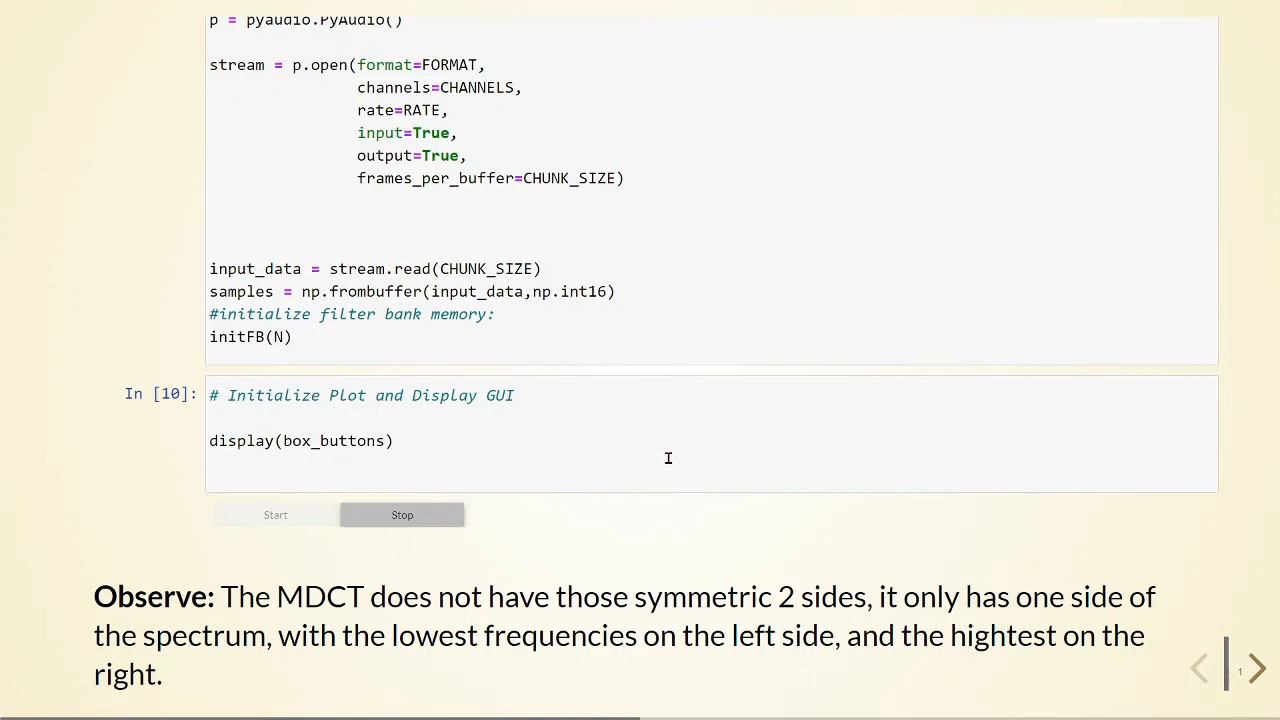 p = pyaudio.PyAudio()
stream = p.open(format=FORMAT,
channels=CHANNELS,
rate=RATE,
input=True,
output=True,
frames_per_buffer=CHUNK_SIZE)
input_data = stream.read(CHUNK_SIZE)
samples = np.frombuffer(input_data,np.int16)
#initialize filter bank memory:
initFB(N)
In [10]: # Initialize Plot and Display GUI
display(box_buttons)
Start Stop
Observe: The MDCT does not have those symmetric 2 sides, it only has one side of
the spectrum, with the lowest frequencies on the left side, and the hightest on the
right.